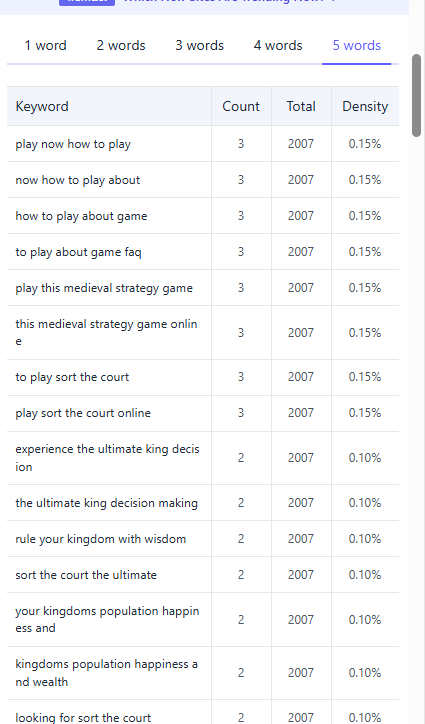 Which New Sites Are Trending Now?
1 word 2 words 3 words 4 words 5 words
Keyword Count Total Density
play now how to play 3 2007 0.15%
now how to play about 3 2007 0.15%
how to play about game 3 2007 0.15%
to play about game faq 3 2007 0.15%
play this medieval strategy game 3 2007 0.15%
this medieval strategy game onlin
e 3 2007 0.15%
to play sort the court 3 2007 0.15%
play sort the court online 3 2007 0.15%
experience the ultimate king decis
ion 2 2007 0.10%
the ultimate king decision making 2 2007 0.10%
rule your kingdom with wisdom 2 2007 0.10%
sort the court the ultimate 2 2007 0.10%
your kingdoms population happin
ess and 2 2007 0.10%
kingdoms population happiness a
nd wealth 2 2007 0.10%
looking for sort the court 2 2007 0.10%